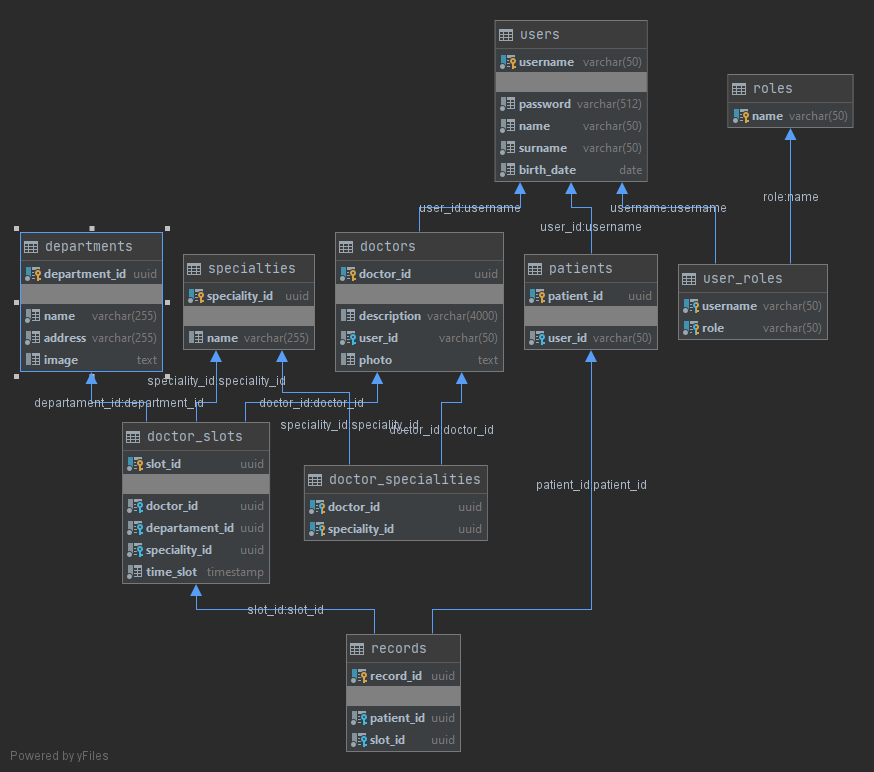 users
username varchar(50)
password varchar(512)
name varchar(50)
surname varchar(50)
birth_date date
roles
name varchar(50)
user_id:username
user_id:username
username:username
role:name
departments
department_id uuid
name varchar(255)
address varchar(255)
image text
specialties
speciality_id uuid
name varchar(255)
doctors
doctor_id uuid
description varchar(4000)
user_id varchar(50)
photo text
patients
patient_id uuid
user_id varchar(50)
user_roles
username varchar(50)
role varchar(50)
speciality_id:speciality_id
departament_id:department_id
doctor_id:doctor_id
speciality_id:speciality_id
doctor_id:doctor_id
doctor_slots
slot_id uuid
doctor_id uuid
departament_id uuid
speciality_id uuid
time_slot timestamp
doctor_specialities
doctor_id uuid
speciality_id uuid
patient_id:patient_id
slot_id:slot_id
records
record_id uuid
patient_id uuid
slot_id uuid
Powered by yFiles